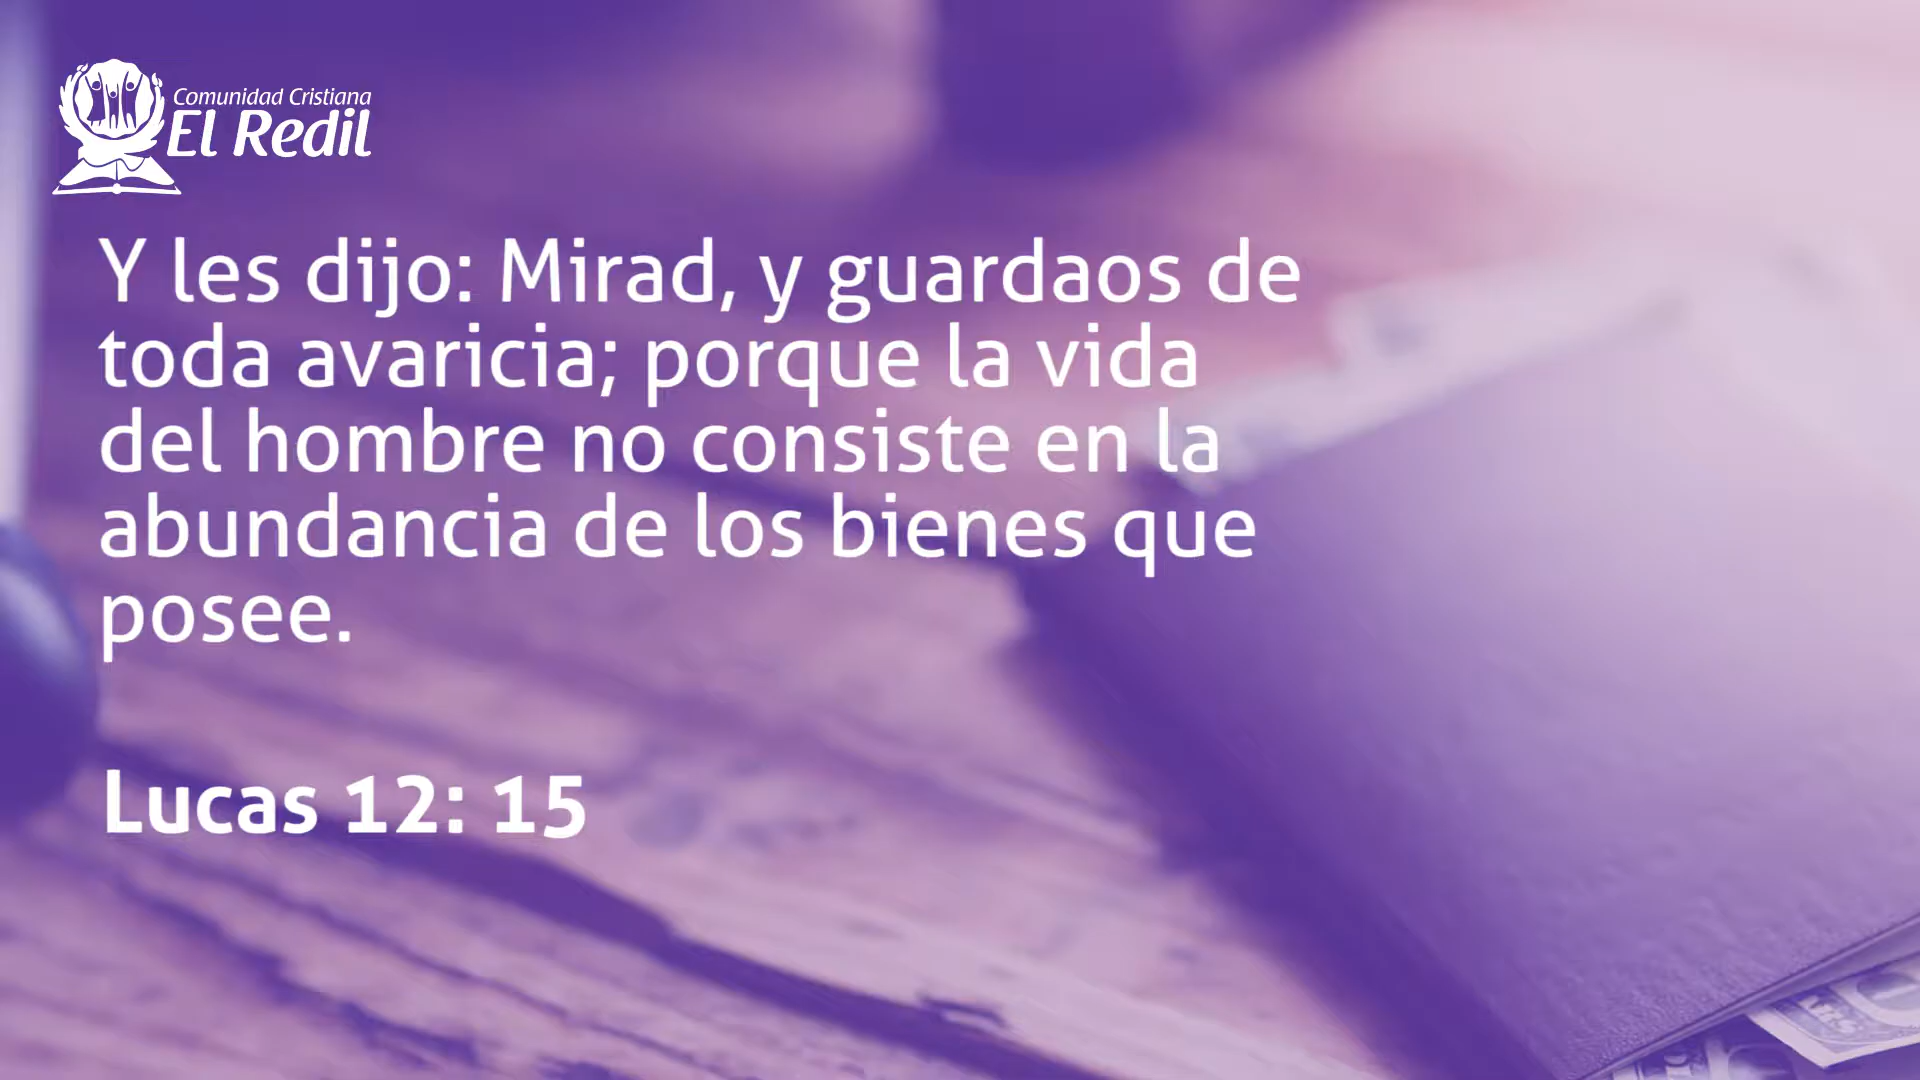 Comunidad Cristiana
El Redil
Y les dijo: Mirad, y guardaos de
toda avaricia; porque la vida
del hombre no consiste en la
abundancia de los bienes que
posee.
Lucas 12: 15